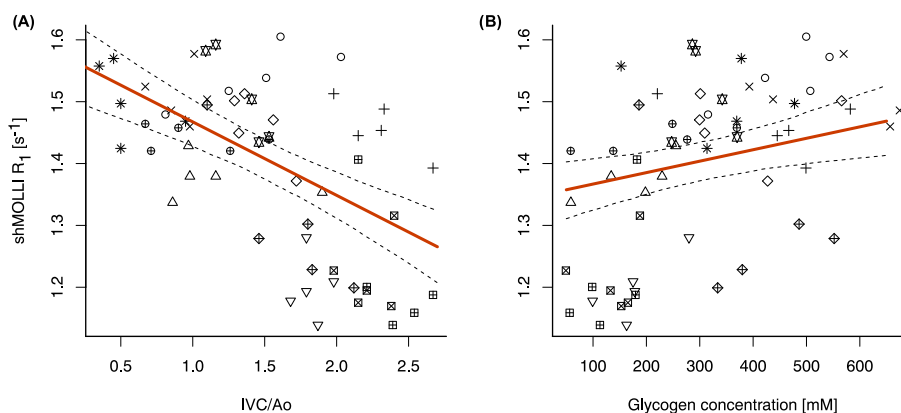 (A)
(B)
shMOLLI R1 [s-1]
1.6
1.5
1.4
1.3
1.2
0.5 1.0 1.5 2.0 2.5
IVC/Ao
1.6
1.5
1.4
1.3
1.2
100 200 300 400 500 600
Glycogen concentration [mM]